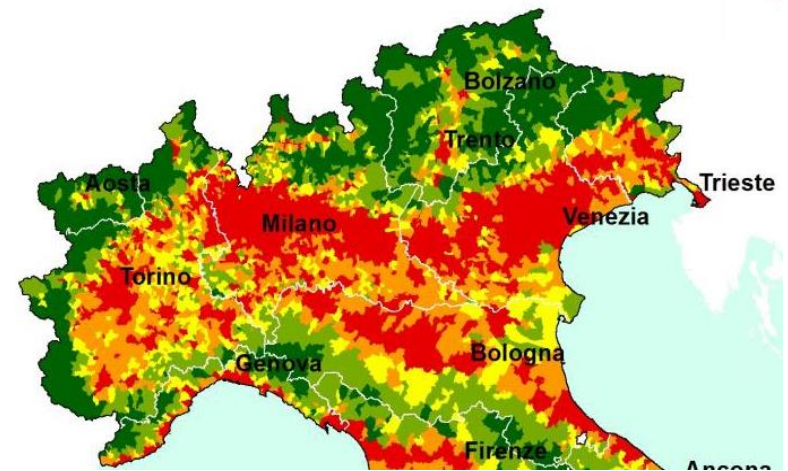 Bolzano
Trento
Aosta
Trieste
Milano
Venezia
Torino
Bologna
Genova
Firenze
Ancona